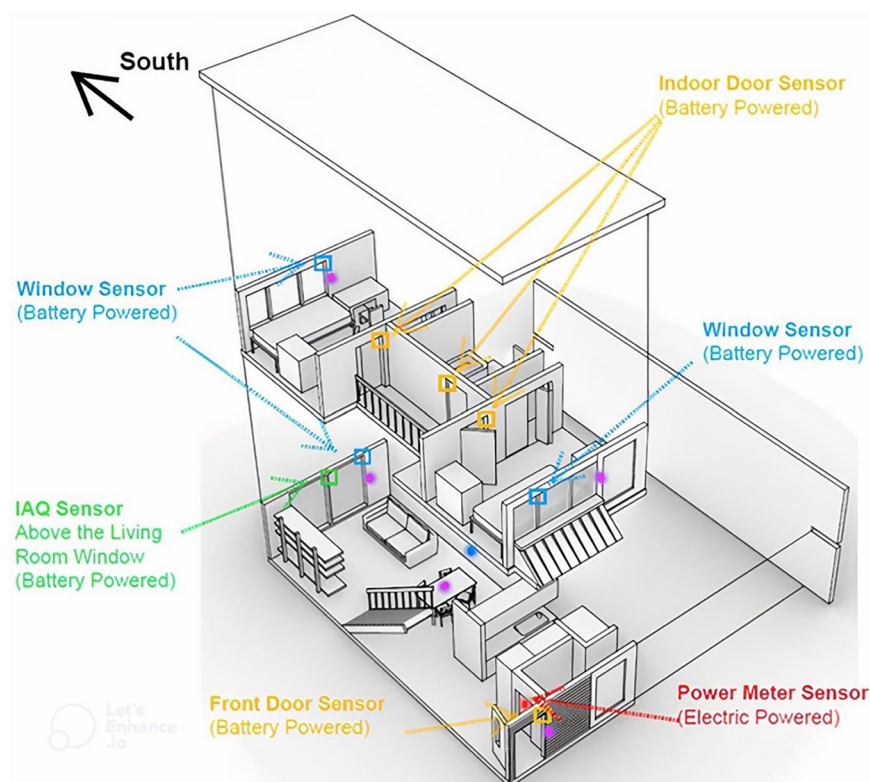 South
Indoor Door Sensor
(Battery Powered)
Window Sensor
(Battery Powered)
Window Sensor
(Battery Powered)
IAQ Sensor
Above the Living
Room Window
(Battery Powered)
Front Door Sensor
(Battery Powered)
Power Meter Sensor
(Electric Powered)
Let's
Enhance
.io